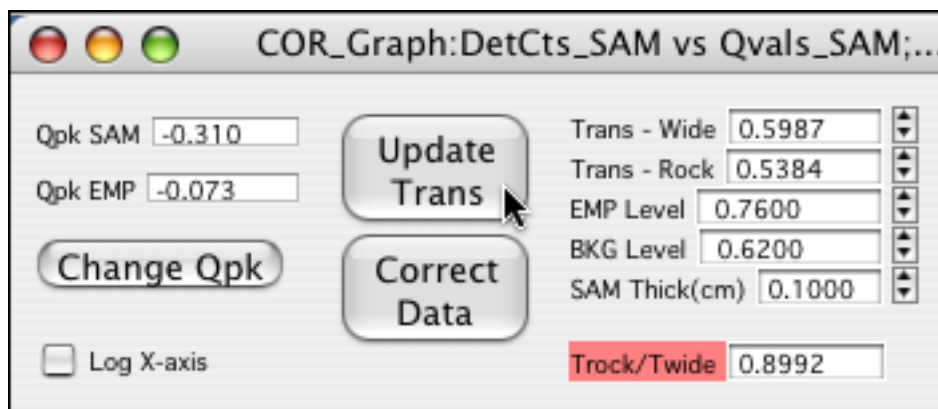 COR_Graph:DetCts_SAM vs Qvals_SAM;...
Qpk SAM -0.310
Qpk EMP -0.073
Change Qpk
Log X-axis
Update
Trans
Correct
Data
Trans - Wide 0.5987
Trans - Rock 0.5384
EMP Level 0.7600
BKG Level 0.6200
SAM Thick(cm) 0.1000
Trock/Twide 0.8992